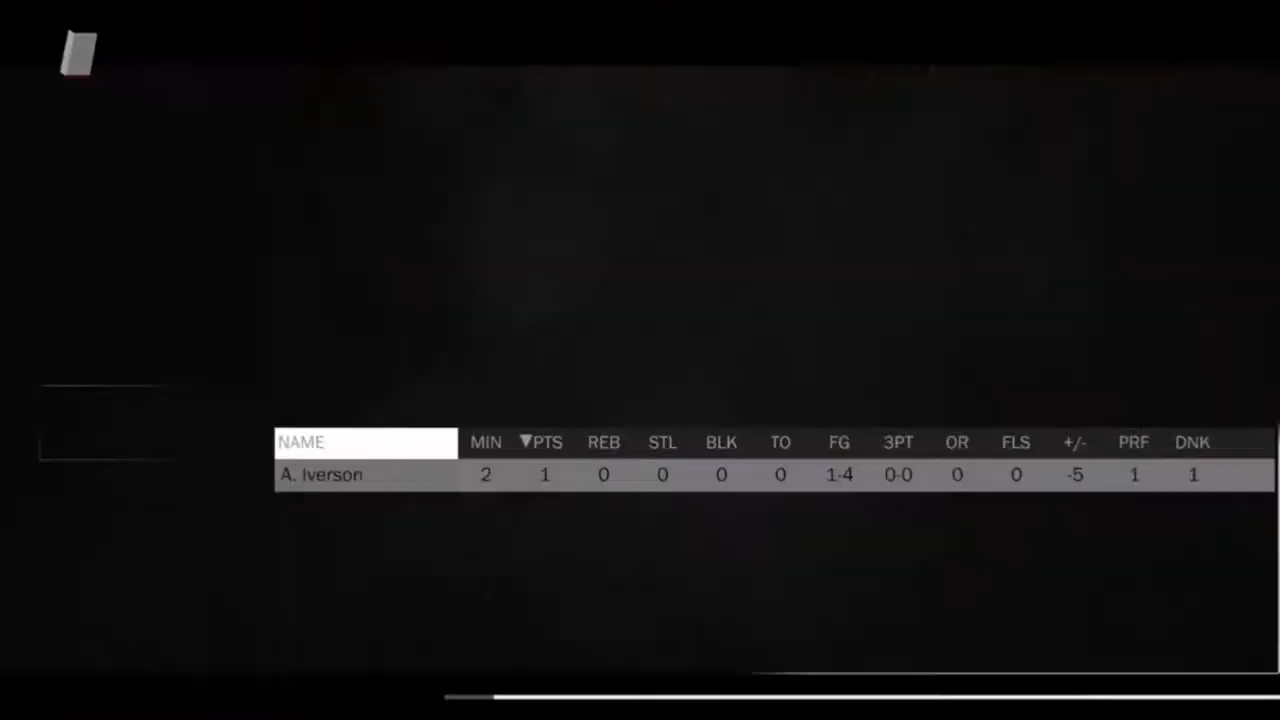 NAME MIN ▼PTS REB STL BLK TO FG 3PT OR FLS +/- PRF DNK
A. Iverson 2 1 0 0 0 0 1-4 0-0 0 0 -5 1 1